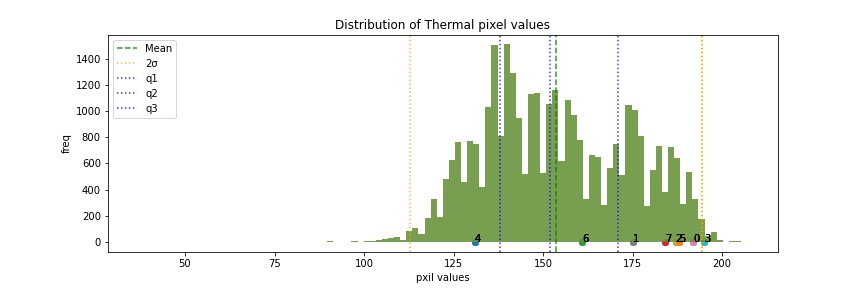 Distribution of Thermal pixel values
Mean
2σ
q1
q2
q3
freq
1400
1200
1000
800
600
400
200
0
4 6 1 7 2 5 0 3
50 75 100 125 150 175 200
pxil values